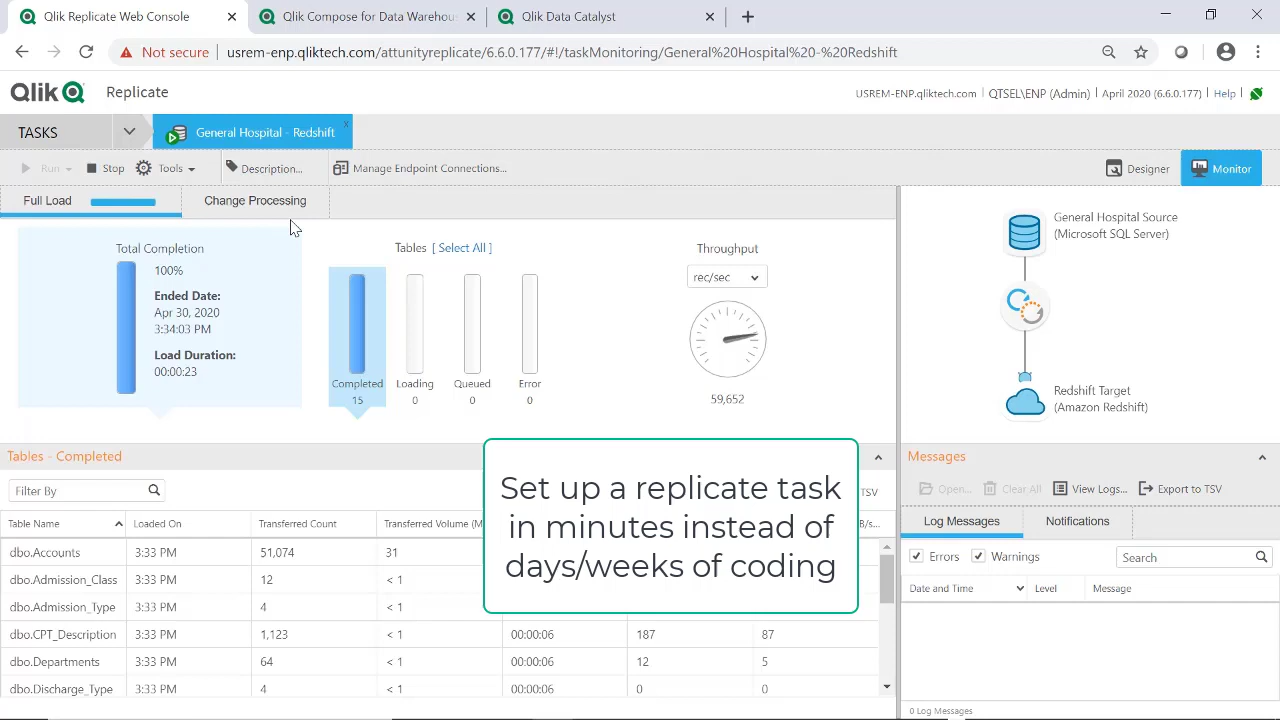 Qlik Replicate Web Console
Qlik Compose for Data Warehous
Qlik Data Catalyst
Not secure
usrem-enp.qliktech.com/attunityreplicate/6.6.0.177/#!/taskMonitoring/General%20Hospital%20-%20Redshift
Qlik Replicate
USREM-ENP.qliktech.com
QTSEL\ENP (Admin)
April 2020 (6.6.0.177)
Help
TASKS
General Hospital - Redshift
x
Run
Stop
Tools
Description...
Manage Endpoint Connections...
Designer
Monitor
Full Load
Change Processing
Total Completion
100%
Ended Date:
Apr 30, 2020
3:34:03 PM
Load Duration:
00:00:23
Tables [ Select All ]
Completed
15
Loading
0
Queued
0
Error
0
Throughput
rec/sec
59,652
General Hospital Source
(Microsoft SQL Server)
Redshift Target
(Amazon Redshift)
Tables - Completed
Filter By
TSV
Table Name Loaded On Transferred Count Transferred Volume (M B/s...
dbo.Accounts 3:33 PM 51,074 31
dbo.Admission_Class 3:33 PM 12 < 1
dbo.Admission_Type 3:33 PM 4 < 1
dbo.CPT_Description 3:33 PM 1,123 < 1 00:00:06 187 87
dbo.Departments 3:33 PM 64 < 1 00:00:06 12 5
dbo.Discharge_Type 3:33 PM 4 < 1 00:00:06 0 0
Set up a replicate task
in minutes instead of
days/weeks of coding
Messages
Open...
Clear All
View Logs...
Export to TSV
Log Messages
Notifications
Errors
Warnings
Search
Date and Time Level Message
0 Log Messages